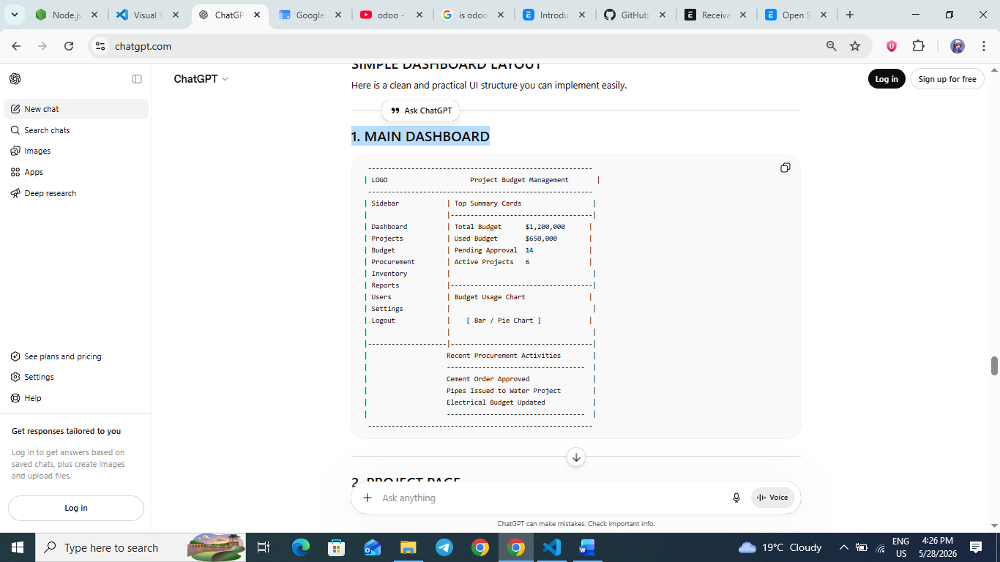 Node.js
Visual S
ChatGP
Google
odoo -
is odoo
Introdu
GitHub
Receiva
Open S
chatgpt.com
ChatGPT
Log in
Sign up for free
New chat
Search chats
Images
Apps
Deep research
See plans and pricing
Settings
Help
Get responses tailored to you
Log in to get answers based on
saved chats, plus create images
and upload files.
Log in
SIMPLE DASHBOARD LAYOUT
Here is a clean and practical UI structure you can implement easily.
Ask ChatGPT
1. MAIN DASHBOARD
---------------------------------------------------------
| LOGO                     Project Budget Management       |
---------------------------------------------------------
| Sidebar            | Top Summary Cards                  |
|                    |------------------------------------|
| Dashboard          | Total Budget      $1,200,000      |
| Projects           | Used Budget       $650,000        |
| Budget             | Pending Approval  14              |
| Procurement        | Active Projects   6               |
| Inventory          |                                    |
| Reports            |------------------------------------|
| Users              | Budget Usage Chart                |
| Settings           |                                    |
| Logout             |    [ Bar / Pie Chart ]            |
|                    |                                    |
|--------------------|------------------------------------|
|                    Recent Procurement Activities        |
|                    -----------------------------------  |
|                    Cement Order Approved                |
|                    Pipes Issued to Water Project        |
|                    Electrical Budget Updated            |
|                    -----------------------------------  |
---------------------------------------------------------
2. PROJECT PAGE
Ask anything
Voice
ChatGPT can make mistakes. Check important info.
Type here to search
19°C Cloudy
ENG
US
4:26 PM
5/28/2026